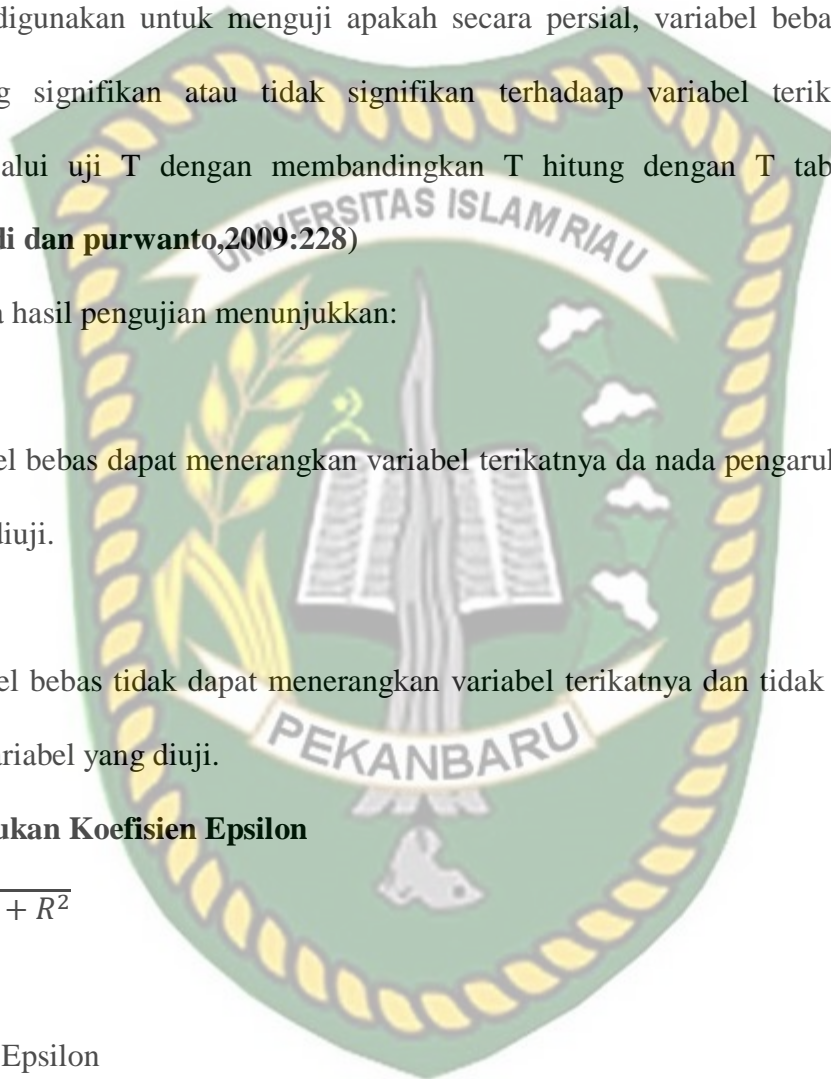 digunakan untuk menguji apakah secara persial, variabel beba
signifikan atau tidak signifikan terhadaap variabel terik
alui uji T dengan membandingkan T hitung dengan T tab
di dan purwanto,2009:228)
UNIVERSITAS ISLAM RIAU
hasil pengujian menunjukkan:
el bebas dapat menerangkan variabel terikatnya da nada pengaruh
diuji.
el bebas tidak dapat menerangkan variabel terikatnya dan tidak
ariabel yang diuji.
PEKANBARU
ukan Koefisien Epsilon
+ R²
Epsilon